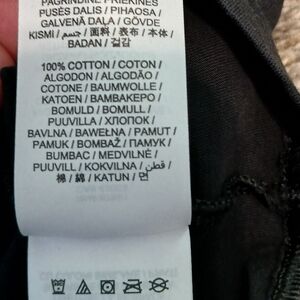 PAGRINDINE PRIEKINĖS
PUSĖS DALIS / PIHAOSA /
GALVENĀ DAĻA / GÖVDE
KISMI / جسم / 面料 / 表布 / 本体 /
BADAN / 겉감
100% COTTON / COTON /
ALGODON / ALGODÃO /
COTONE / BAUMWOLLE /
KATOEN / ΒΑΜΒΑΚΕΡΟ /
BOMULD / BOMULL /
PUUVILLA / ХЛОПОК /
BAVLNA / BAWEŁNA / PAMUT /
PAMUK / BOMBAŽ / ПАМУК /
BUMBAC / MEDVILNĖ /
PUUVILL / KOKVILNA / قطن /
棉 / 綿 / KATUN / 면